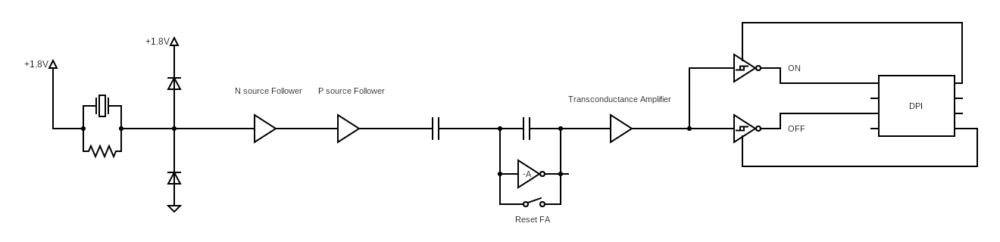 +1.8V
+1.8V
N source Follower
P source Follower
Transconductance Amplifier
-A
Reset FA
ON
OFF
DPI